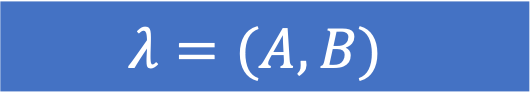 λ = (A, B)